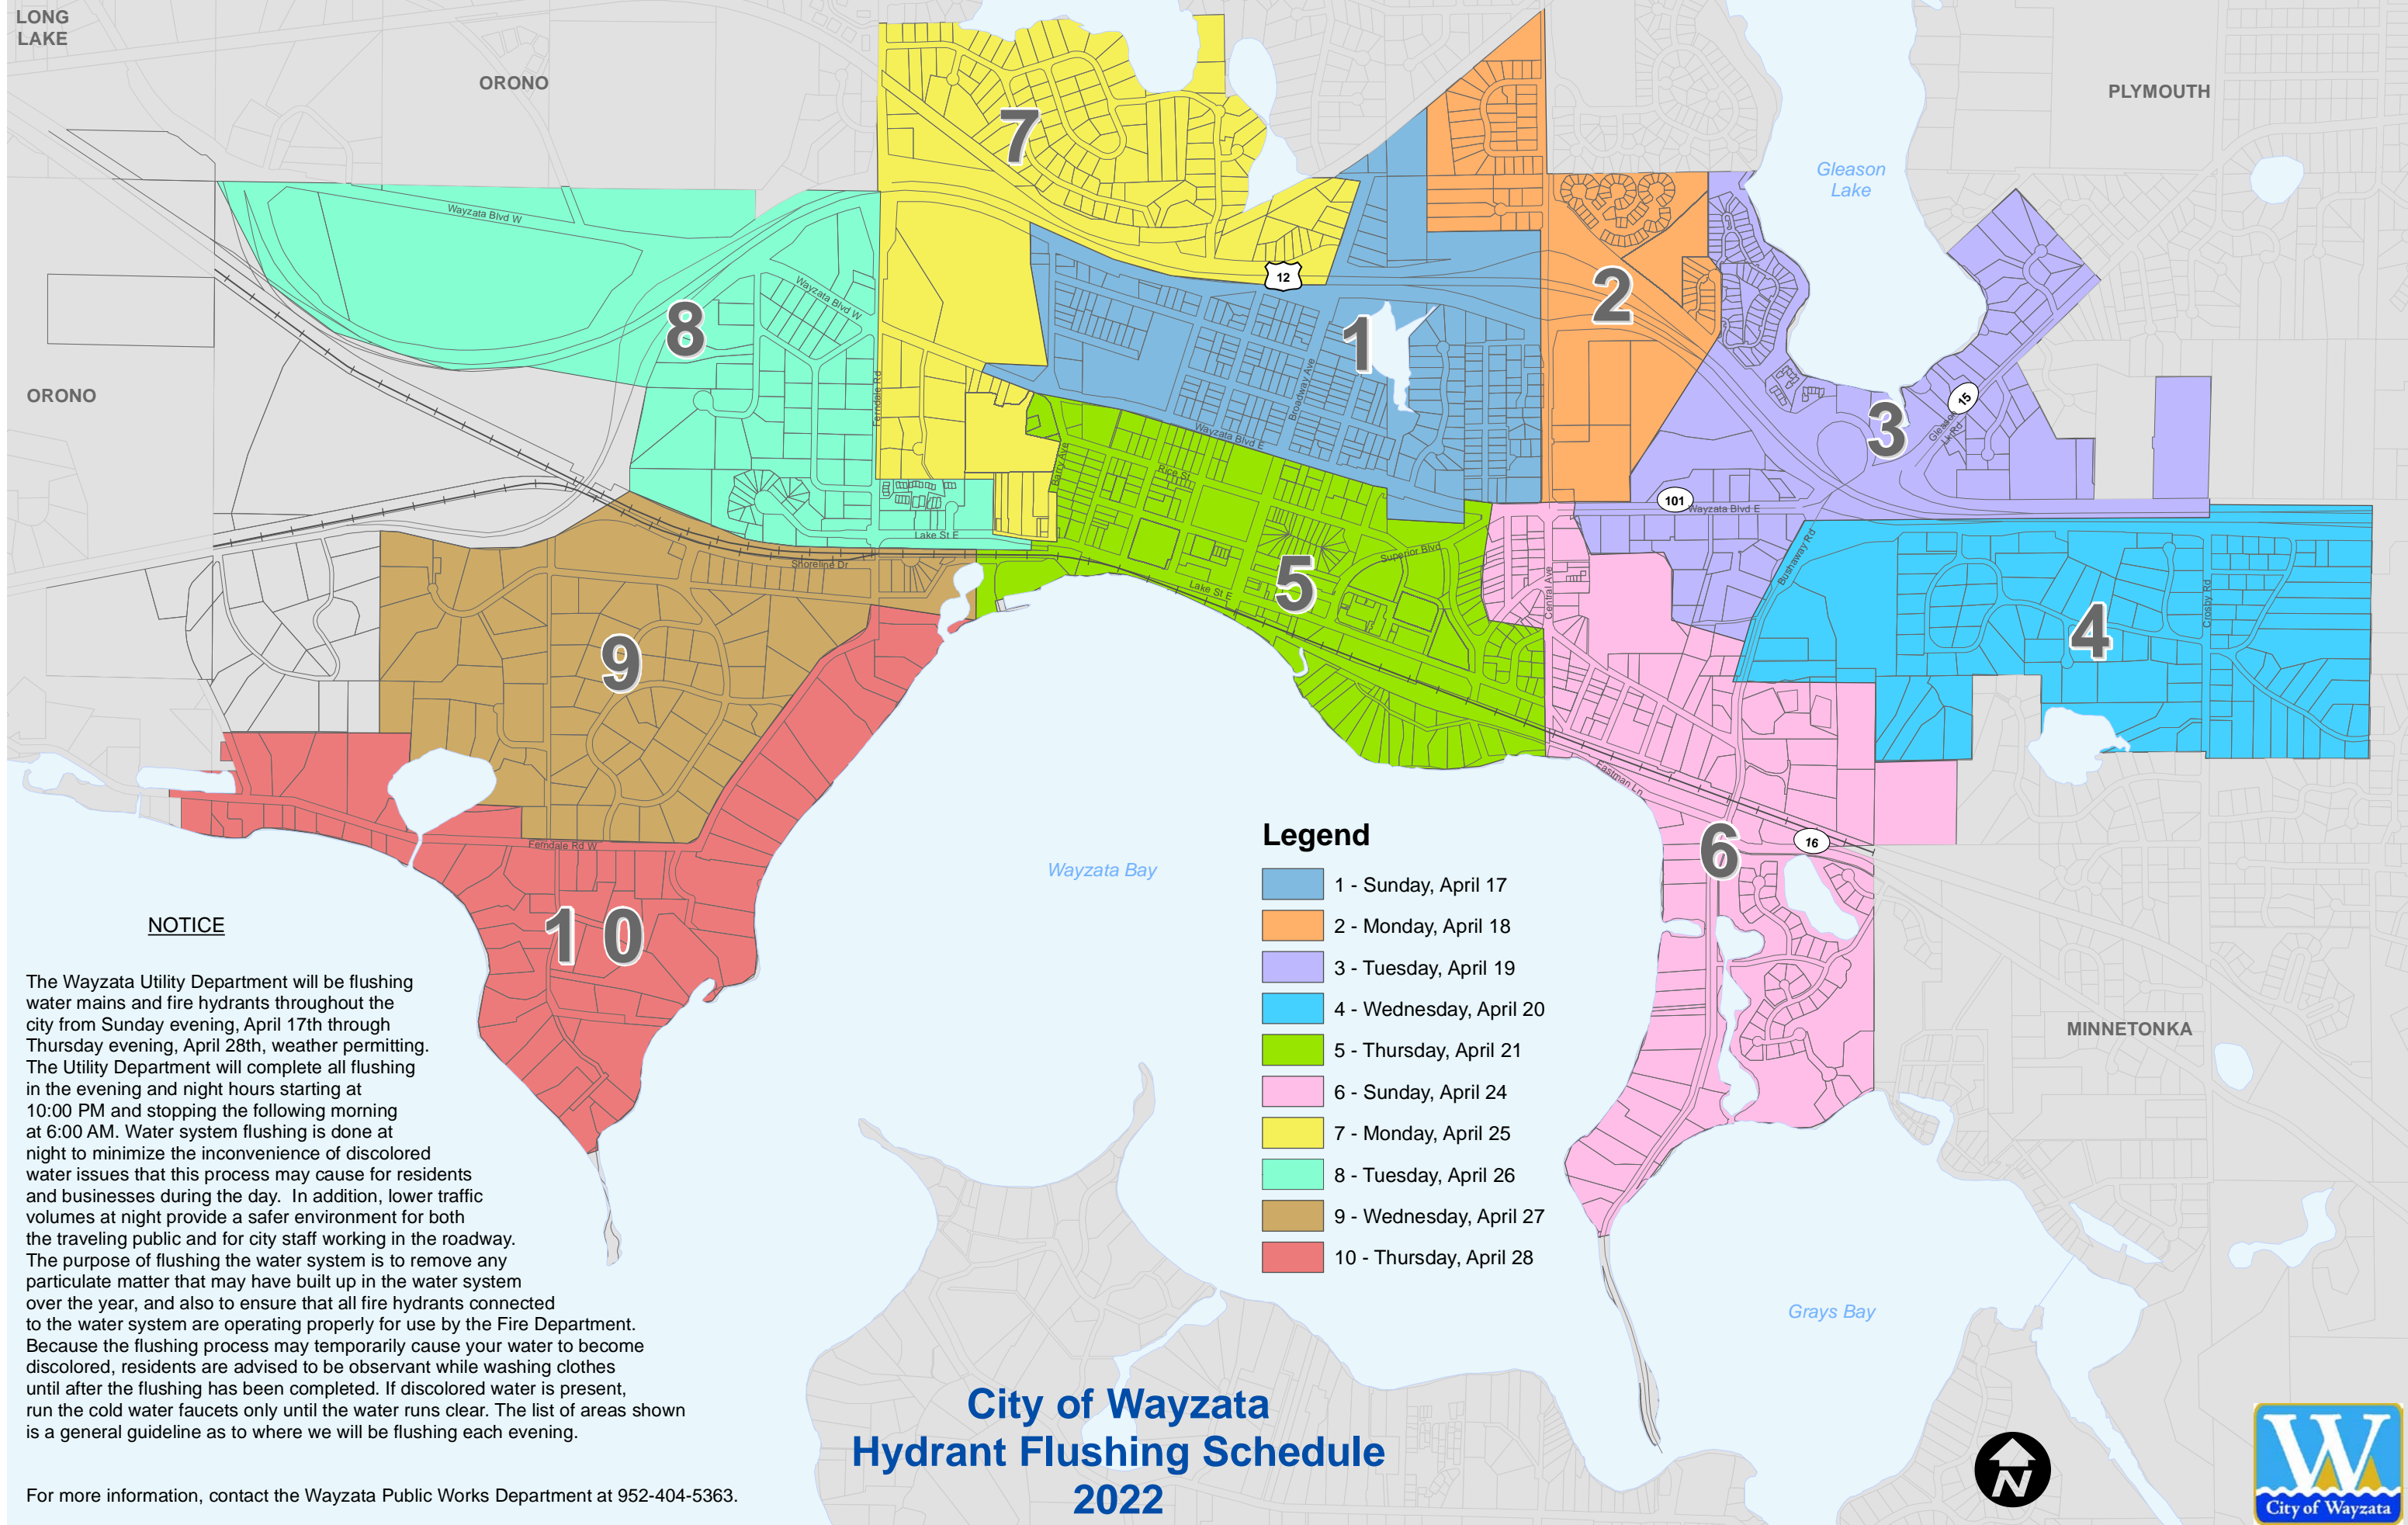 LONG
LAKE
ORONO
PLYMOUTH
7
Gleason
Lake
Wayzata Blvd W
12
2
8
Wayzata Blvd W
1
ORONO
Ferndale Rd
Broadway Ave
15
3
Gleason
Lk Rd
Wayzata Blvd E
Barry Ave
Rice St
101
Wayzata Blvd E
Lake St E
Superior Blvd
Bushaway Rd
Shoreline Dr
5
Lake St E
Central Ave
Crosby Rd
4
9
Eastman Ln
Legend
6
16
Ferndale Rd W
Wayzata Bay
1 - Sunday, April 17
2 - Monday, April 18
3 - Tuesday, April 19
4 - Wednesday, April 20
5 - Thursday, April 21
6 - Sunday, April 24
7 - Monday, April 25
8 - Tuesday, April 26
9 - Wednesday, April 27
10 - Thursday, April 28
10
NOTICE
The Wayzata Utility Department will be flushing
water mains and fire hydrants throughout the
city from Sunday evening, April 17th through
Thursday evening, April 28th, weather permitting.
The Utility Department will complete all flushing
in the evening and night hours starting at
10:00 PM and stopping the following morning
at 6:00 AM. Water system flushing is done at
night to minimize the inconvenience of discolored
water issues that this process may cause for residents
and businesses during the day.  In addition, lower traffic
volumes at night provide a safer environment for both
the traveling public and for city staff working in the roadway.
The purpose of flushing the water system is to remove any
particulate matter that may have built up in the water system
over the year, and also to ensure that all fire hydrants connected
to the water system are operating properly for use by the Fire Department.
Because the flushing process may temporarily cause your water to become
discolored, residents are advised to be observant while washing clothes
until after the flushing has been completed. If discolored water is present,
run the cold water faucets only until the water runs clear. The list of areas shown
is a general guideline as to where we will be flushing each evening.
For more information, contact the Wayzata Public Works Department at 952-404-5363.
MINNETONKA
Grays Bay
City of Wayzata
Hydrant Flushing Schedule
2022
N
W
City of Wayzata